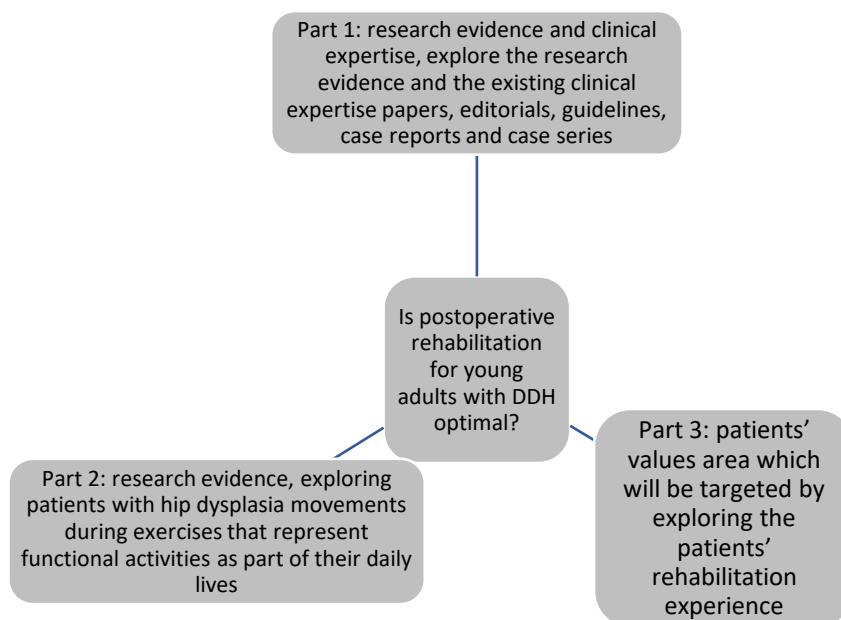 Part 1: research evidence and clinical
expertise, explore the research
evidence and the existing clinical
expertise papers, editorials, guidelines,
case reports and case series
Is postoperative
rehabilitation
for young
adults with DDH
optimal?
Part 2: research evidence, exploring
patients with hip dysplasia movements
during exercises that represent
functional activities as part of their daily
lives
Part 3: patients’
values area which
will be targeted by
exploring the
patients’
rehabilitation
experience